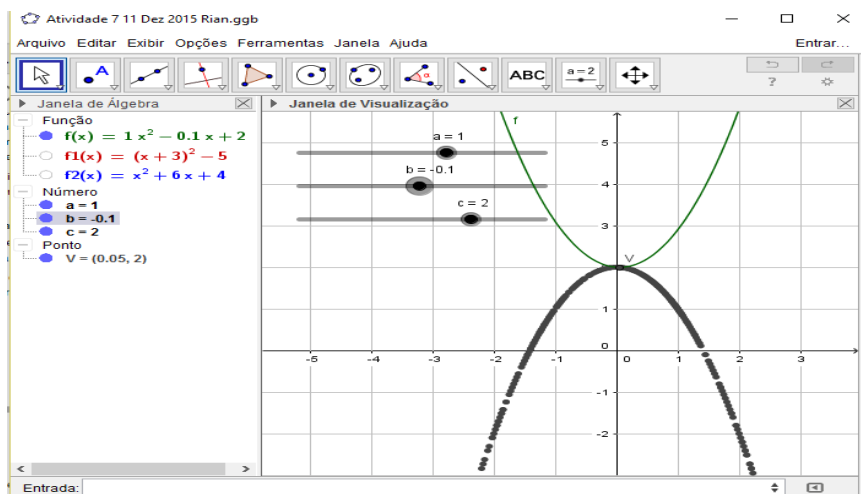 Atividade 7 11 Dez 2015 Rian.ggb
Arquivo Editar Exibir Opções Ferramentas Janela Ajuda Entrar...
A α ABC a=2 ?
Janela de Álgebra
Função
f(x) = 1 x² − 0.1 x + 2
f1(x) = (x + 3)² − 5
f2(x) = x² + 6 x + 4
Número
a = 1
b = -0.1
c = 2
Ponto
V = (0.05, 2)
Janela de Visualização
f
a = 1
b = -0.1
c = 2
V
5
4
3
1
0
-1
-2
-5 -4 -3 -2 -1 0 1 2 3
Entrada: